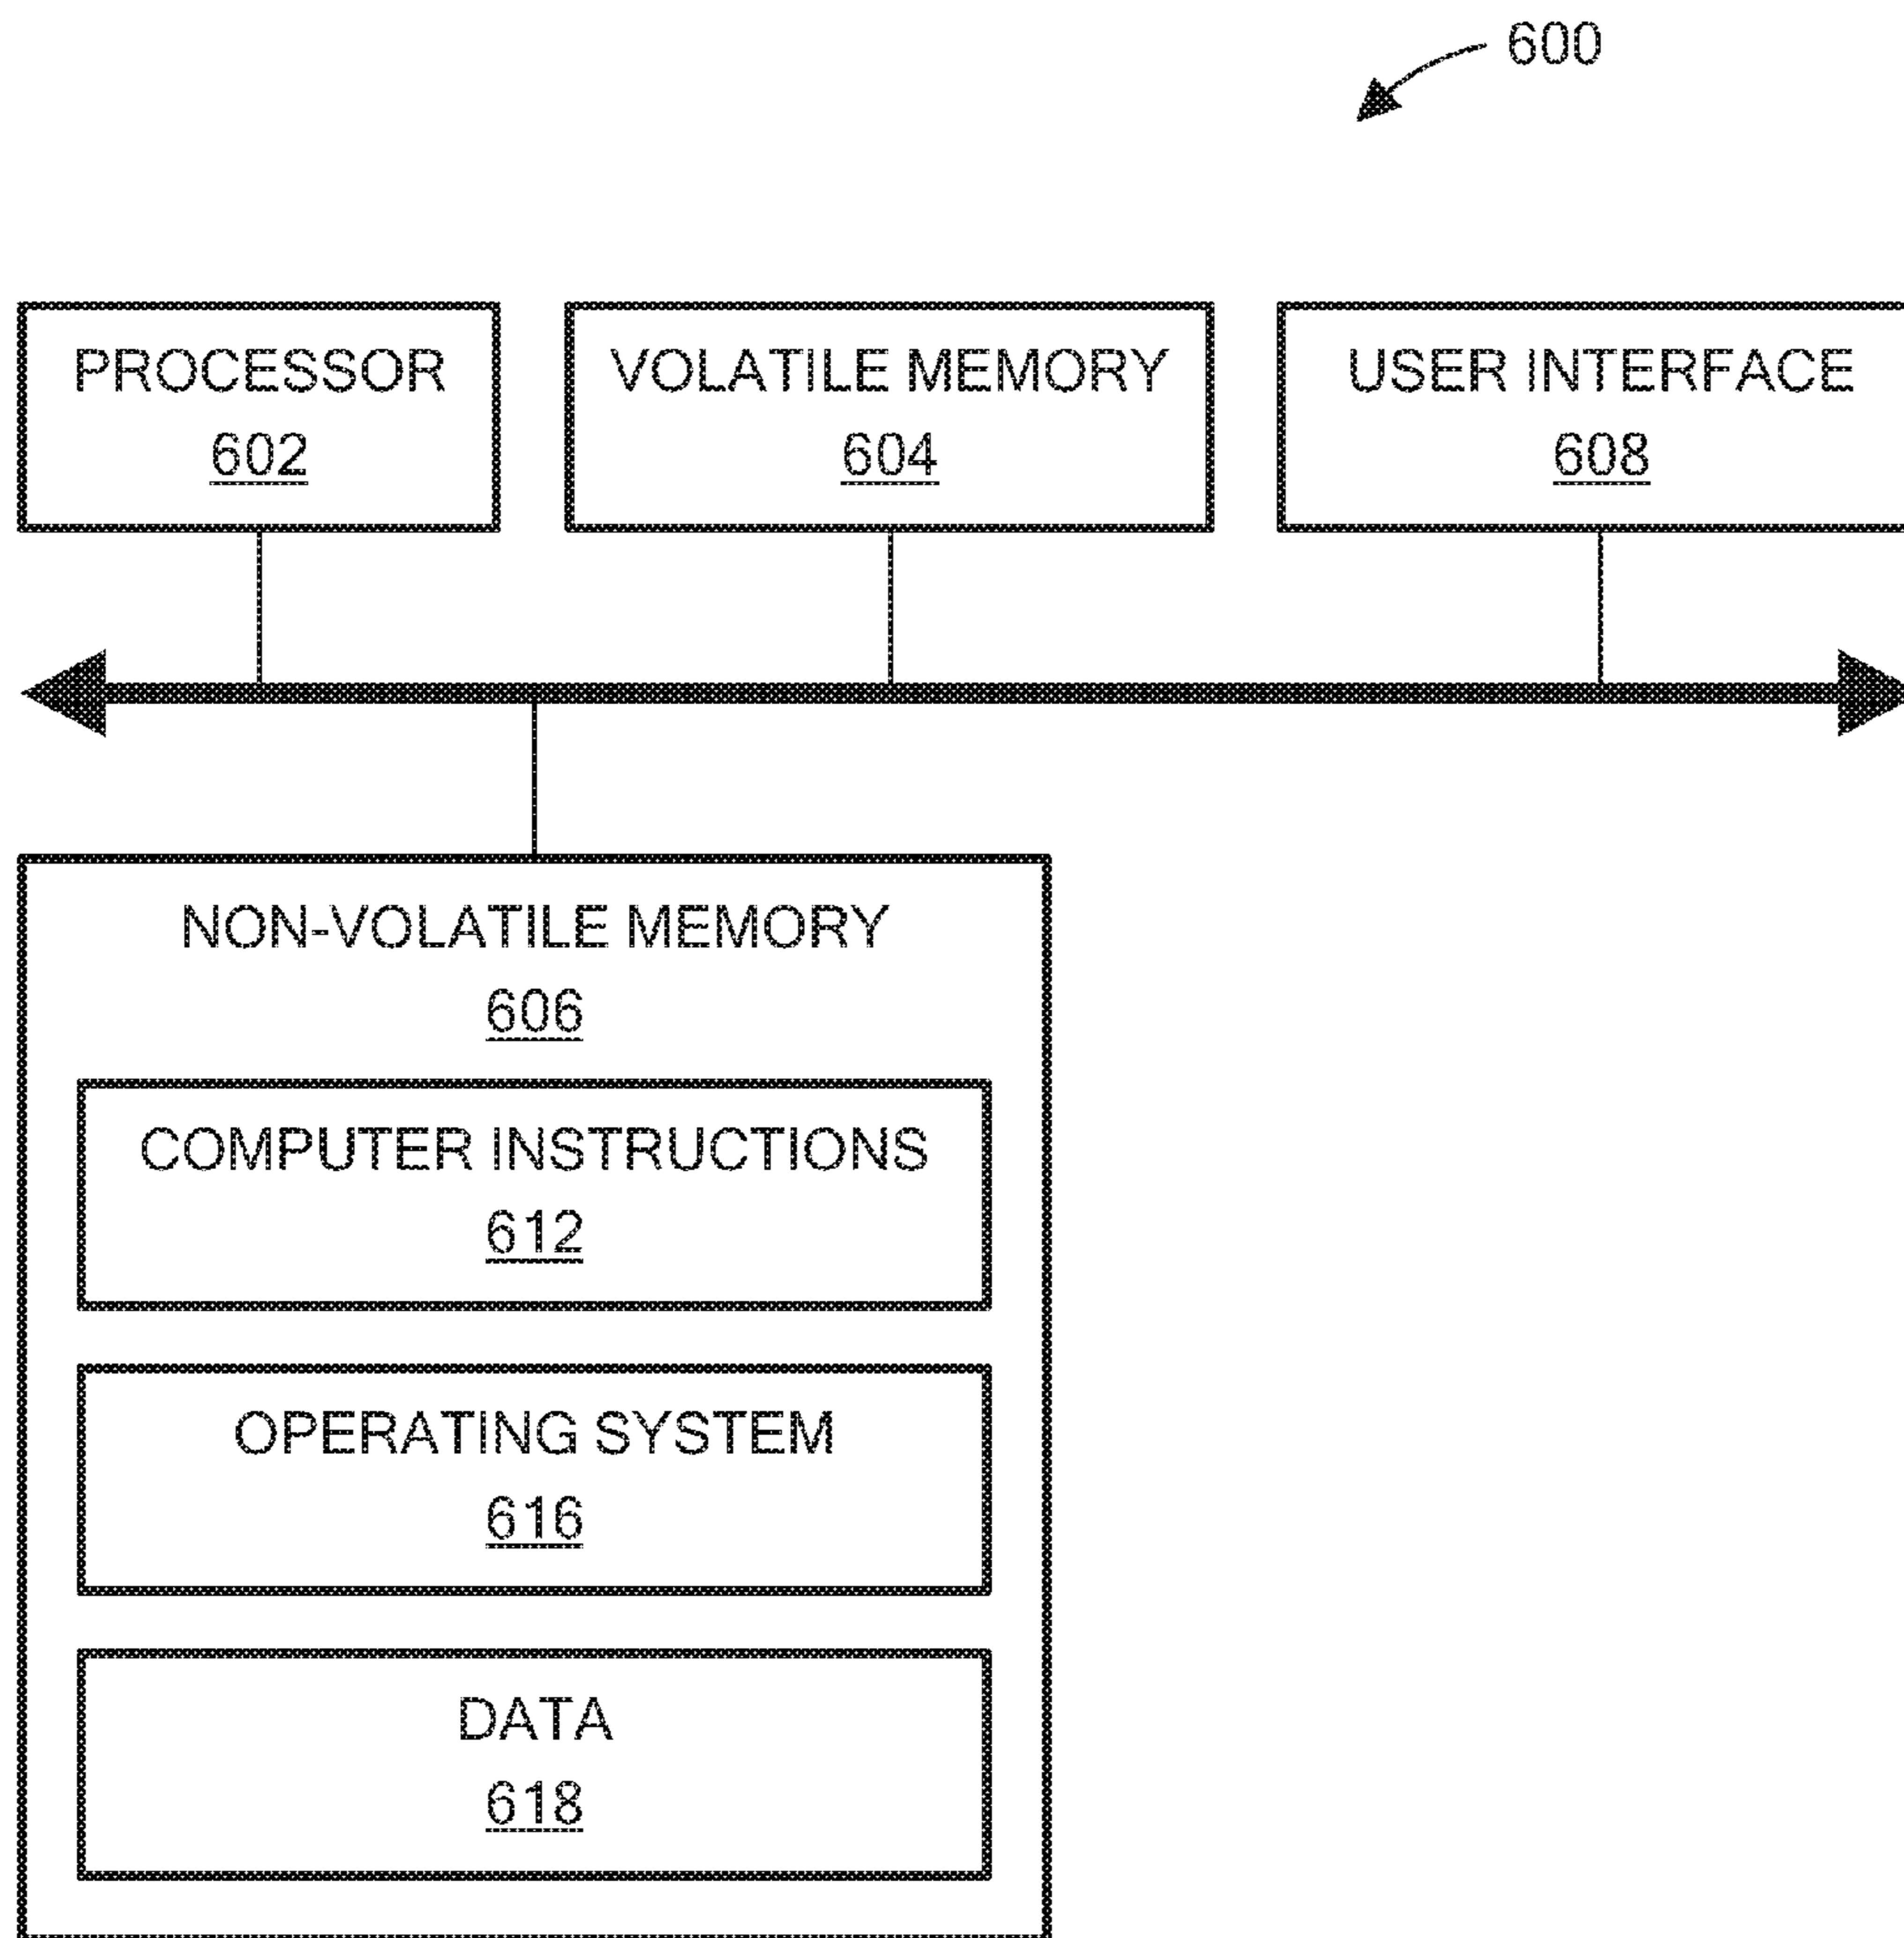 600
PROCESSOR
602
VOLATILE MEMORY
604
USER INTERFACE
608
NON-VOLATILE MEMORY
606
COMPUTER INSTRUCTIONS
612
OPERATING SYSTEM
616
DATA
618